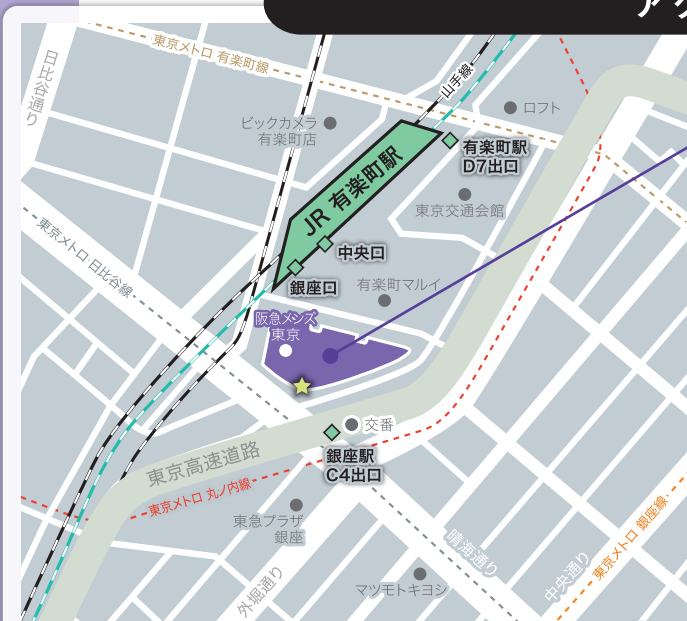 東京メトロ 有楽町線
日比谷通り
山手線
ロフト
ビックカメラ
有楽町店
有楽町駅
D7出口
JR 有楽町駅
東京交通会館
中央口
東京メトロ 日比谷線
銀座口
有楽町マルイ
阪急メンズ
東京
交番
銀座駅
C4出口
東京高速道路
東京メトロ 丸ノ内線
東急プラザ
銀座
晴海通り
東京メトロ 銀座線
中央通り
外堀通り
マツモトキヨシ